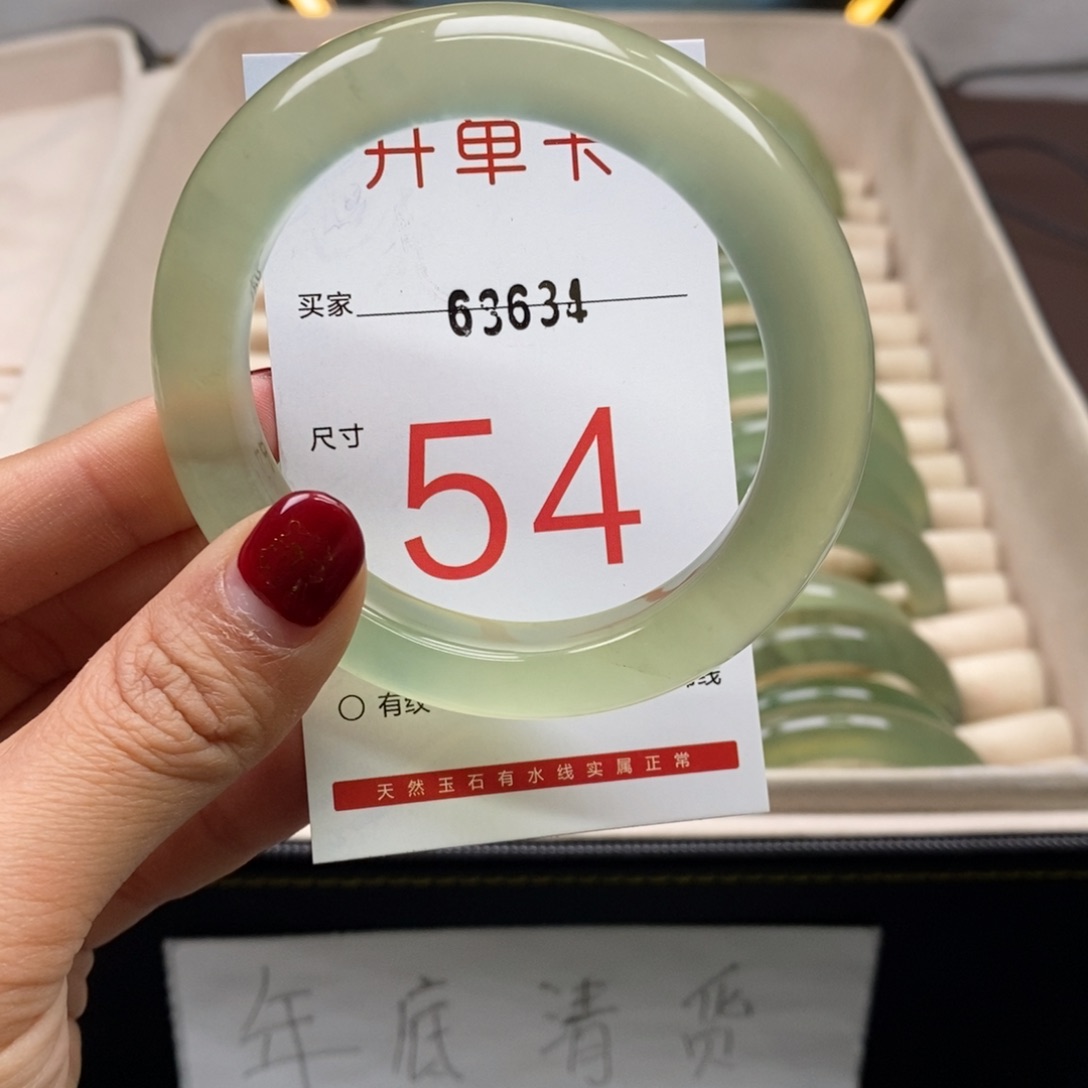 开单卡
买家 63634
尺寸 54
有纹
天然玉石有水线实属正常
年底清货